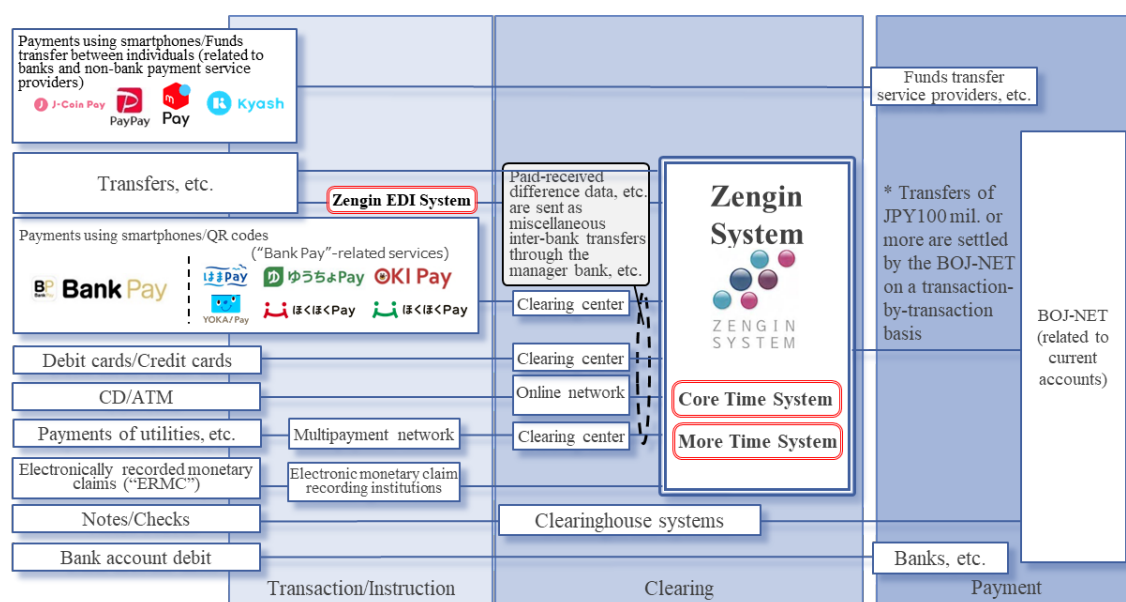 Payments using smartphones/Funds
transfer between individuals (related to
banks and non-bank payment service
providers)
J-Coin Pay
PayPay
Pay
Kyash
Funds transfer
service providers, etc.
Transfers, etc.
Zengin EDI System
Paid-received
difference data, etc.
are sent as
miscellaneous
inter-bank transfers
through the
manager bank, etc.
Zengin
System
ZENGIN
SYSTEM
* Transfers of
JPY100 mil. or
more are settled
by the BOJ-NET
on a transaction-
by-transaction
basis
BOJ-NET
(related to
current
accounts)
Payments using smartphones/QR codes
("Bank Pay"-related services)
BP Bank Pay
はまPay
ゆうちょPay
OKI Pay
YOKA!Pay
ほくほくPay
ほくほくPay
Clearing center
Debit cards/Credit cards
Clearing center
CD/ATM
Online network
Core Time System
Payments of utilities, etc.
Multipayment network
Clearing center
More Time System
Electronically recorded monetary
claims ("ERMC")
Electronic monetary claim
recording institutions
Notes/Checks
Clearinghouse systems
Bank account debit
Banks, etc.
Transaction/Instruction
Clearing
Payment